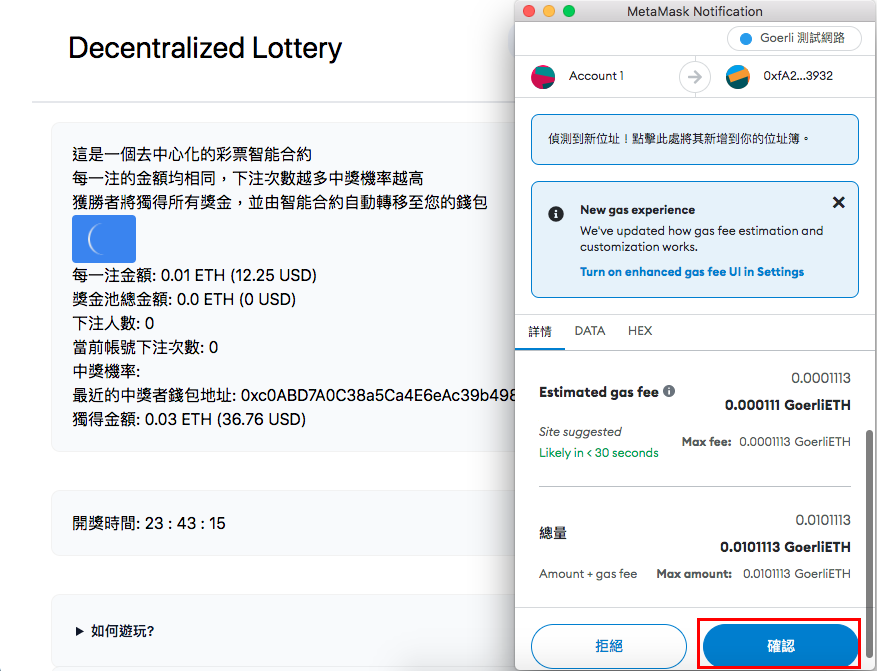 Decentralized Lottery
這是一個去中心化的彩票智能合約
每一注的金額均相同，下注次數越多中獎機率越高
獲勝者將獨得所有獎金，並由智能合約自動轉移至您的錢包
每一注金額: 0.01 ETH (12.25 USD)
獎金池總金額: 0.0 ETH (0 USD)
下注人數: 0
當前帳號下注次數: 0
中獎機率:
最近的中獎者錢包地址: 0xc0ABD7A0C38a5Ca4E6eAc39b498
獨得金額: 0.03 ETH (36.76 USD)
開獎時間: 23 : 43 : 15
▶ 如何遊玩?
MetaMask Notification
Goerli 測試網路
Account 1
0xfA2...3932
偵測到新位址！點擊此處將其新增到你的位址簿。
New gas experience
We've updated how gas fee estimation and
customization works.
Turn on enhanced gas fee UI in Settings
詳情 DATA HEX
0.0001113
Estimated gas fee
0.000111 GoerliETH
Site suggested
Likely in < 30 seconds
Max fee: 0.0001113 GoerliETH
0.0101113
總量
0.0101113 GoerliETH
Amount + gas fee
Max amount: 0.0101113 GoerliETH
拒絕
確認